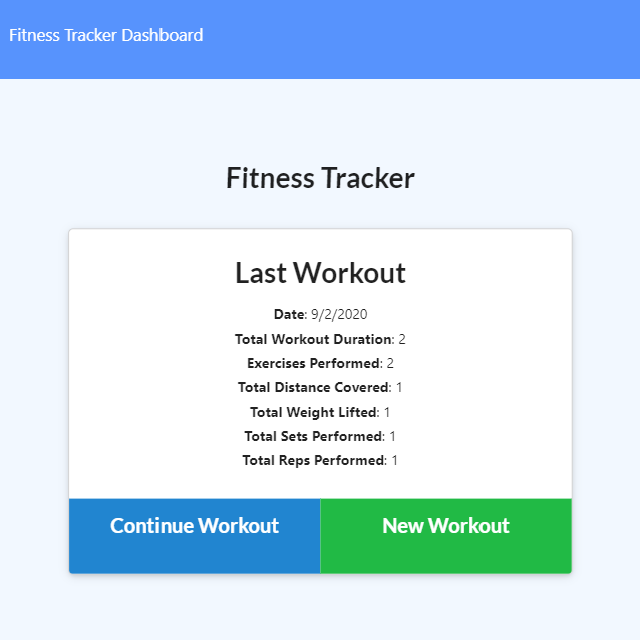 Fitness Tracker Dashboard
Fitness Tracker
Last Workout
Date: 9/2/2020
Total Workout Duration: 2
Exercises Performed: 2
Total Distance Covered: 1
Total Weight Lifted: 1
Total Sets Performed: 1
Total Reps Performed: 1
Continue Workout
New Workout